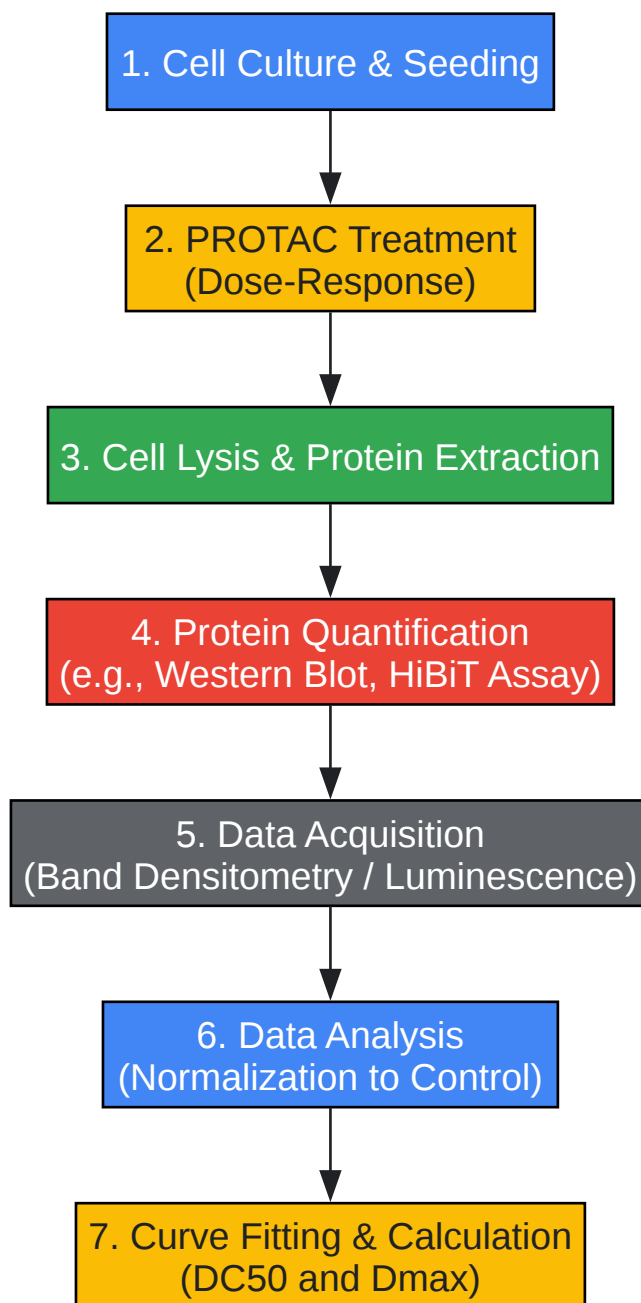 1. Cell Culture & Seeding
2. PROTAC Treatment
(Dose-Response)
3. Cell Lysis & Protein Extraction
4. Protein Quantification
(e.g., Western Blot, HiBiT Assay)
5. Data Acquisition
(Band Densitometry / Luminescence)
6. Data Analysis
(Normalization to Control)
7. Curve Fitting & Calculation
(DC50 and Dmax)